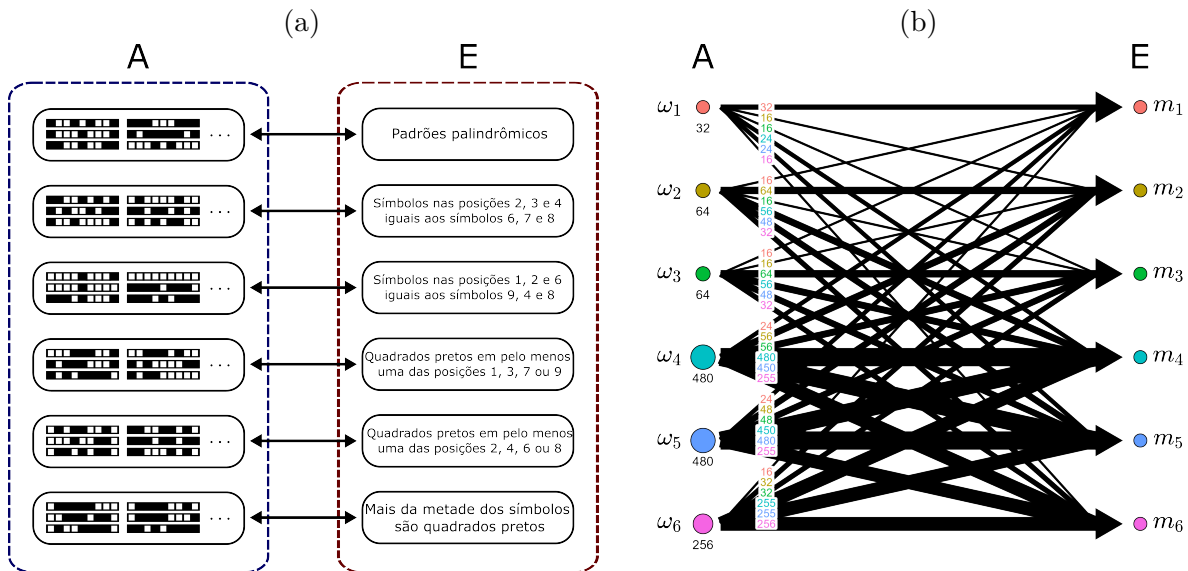 (a)
A
E
. . .
Padrões palindrômicos
. . .
Símbolos nas posições 2, 3 e 4
iguais aos símbolos 6, 7 e 8
. . .
Símbolos nas posições 1, 2 e 6
iguais aos símbolos 9, 4 e 8
. . .
Quadrados pretos em pelo menos
uma das posições 1, 3, 7 ou 9
. . .
Quadrados pretos em pelo menos
uma das posições 2, 4, 6 ou 8
. . .
Mais da metade dos símbolos
são quadrados pretos
(b)
A
E
ω1
32
32
16
16
24
24
16
m1
ω2
64
16
64
16
56
48
32
m2
ω3
64
16
16
64
56
48
32
m3
ω4
480
24
56
56
480
450
255
m4
ω5
480
24
48
48
450
480
255
m5
ω6
256
16
32
32
255
255
256
m6